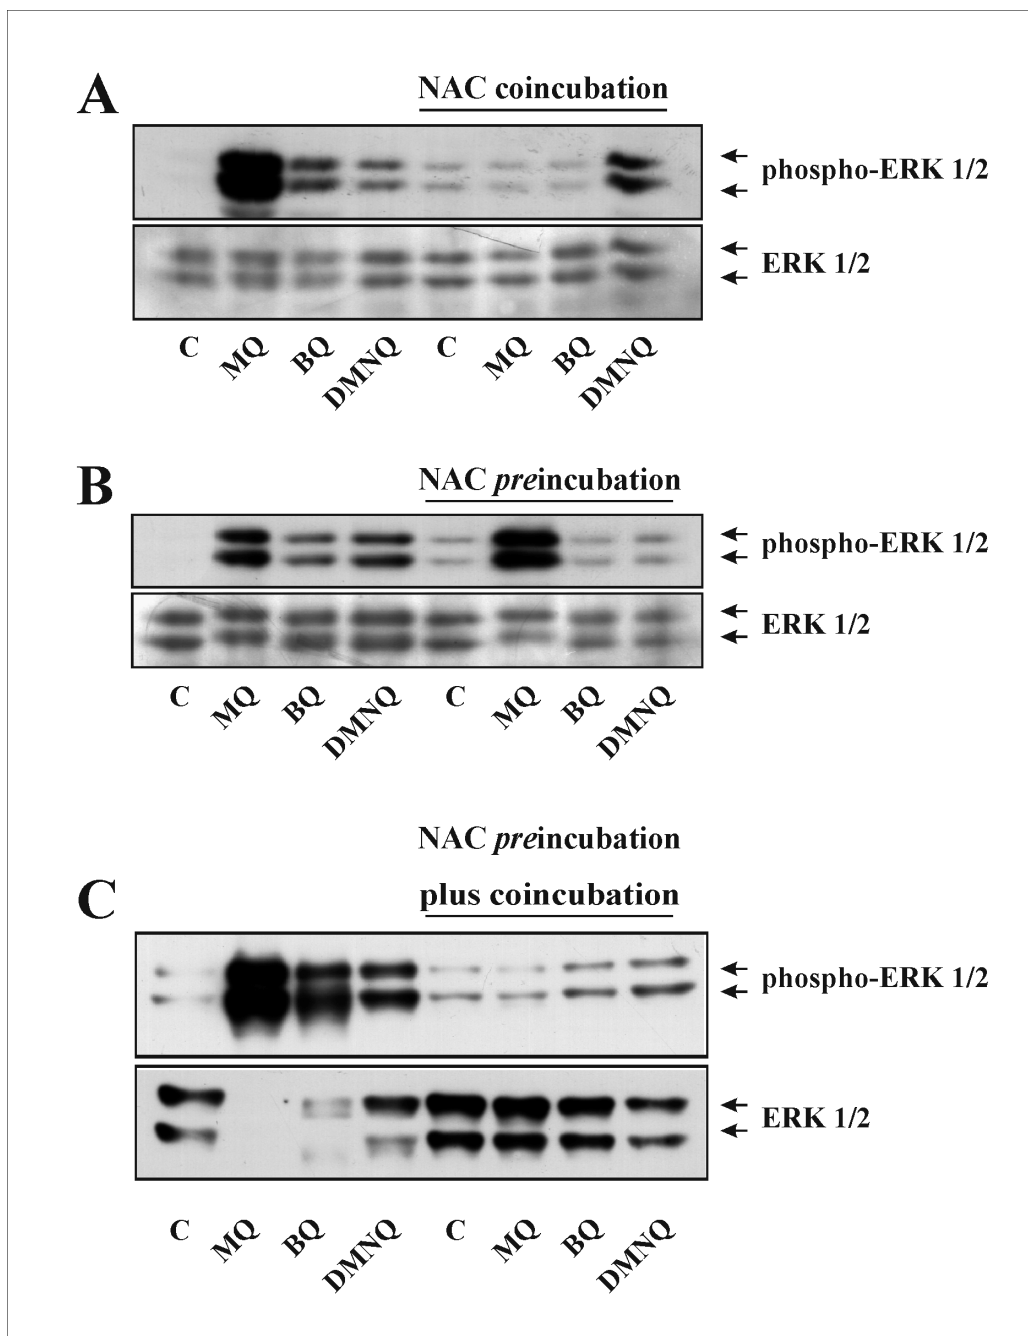 A
NAC coincubation
phospho-ERK 1/2
ERK 1/2
C MQ BQ DMNQ C MQ BQ DMNQ
B
NAC preincubation
phospho-ERK 1/2
ERK 1/2
C MQ BQ DMNQ C MQ BQ DMNQ
NAC preincubation
C
plus coincubation
phospho-ERK 1/2
ERK 1/2
C MQ BQ DMNQ C MQ BQ DMNQ